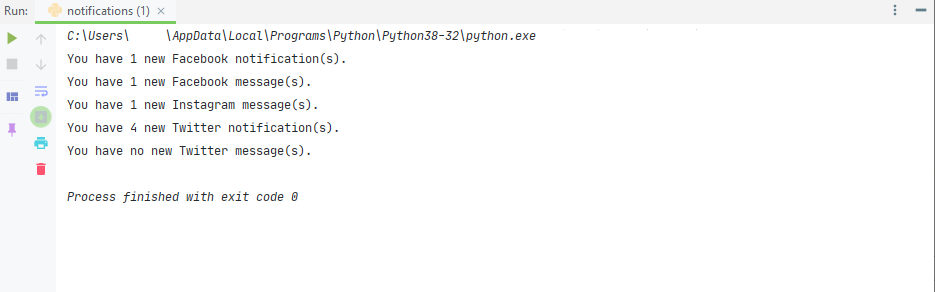 Run: notifications (1)
C:\Users\ \AppData\Local\Programs\Python\Python38-32\python.exe
You have 1 new Facebook notification(s).
You have 1 new Facebook message(s).
You have 1 new Instagram message(s).
You have 4 new Twitter notification(s).
You have no new Twitter message(s).
Process finished with exit code 0